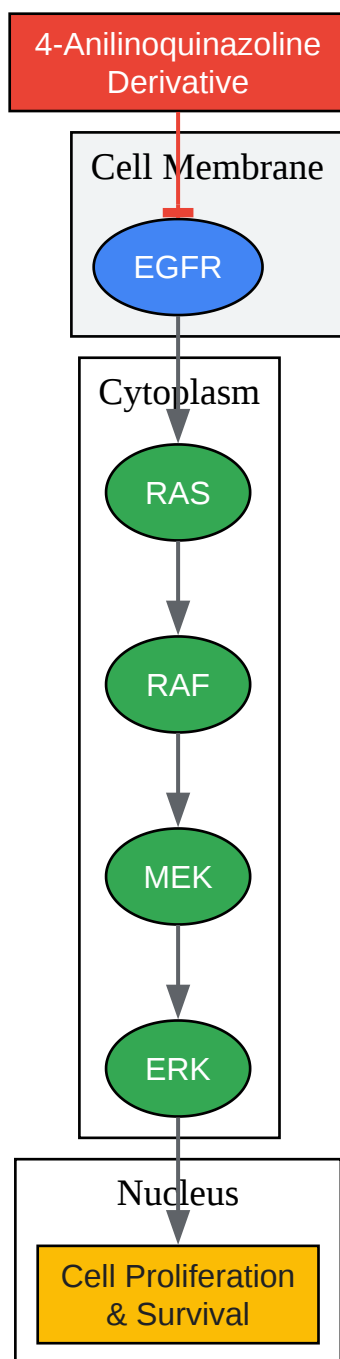 4-Anilinoquinazoline
Derivative
Cell Membrane
EGFR
Cytoplasm
RAS
RAF
MEK
ERK
Nucleus
Cell Proliferation
& Survival